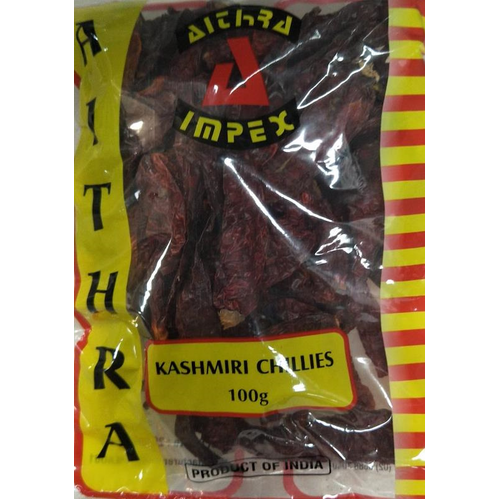 AITHRA
IMPEX
AITHRA
KASHMIRI CHILLIES
100g
PRODUCT OF INDIA